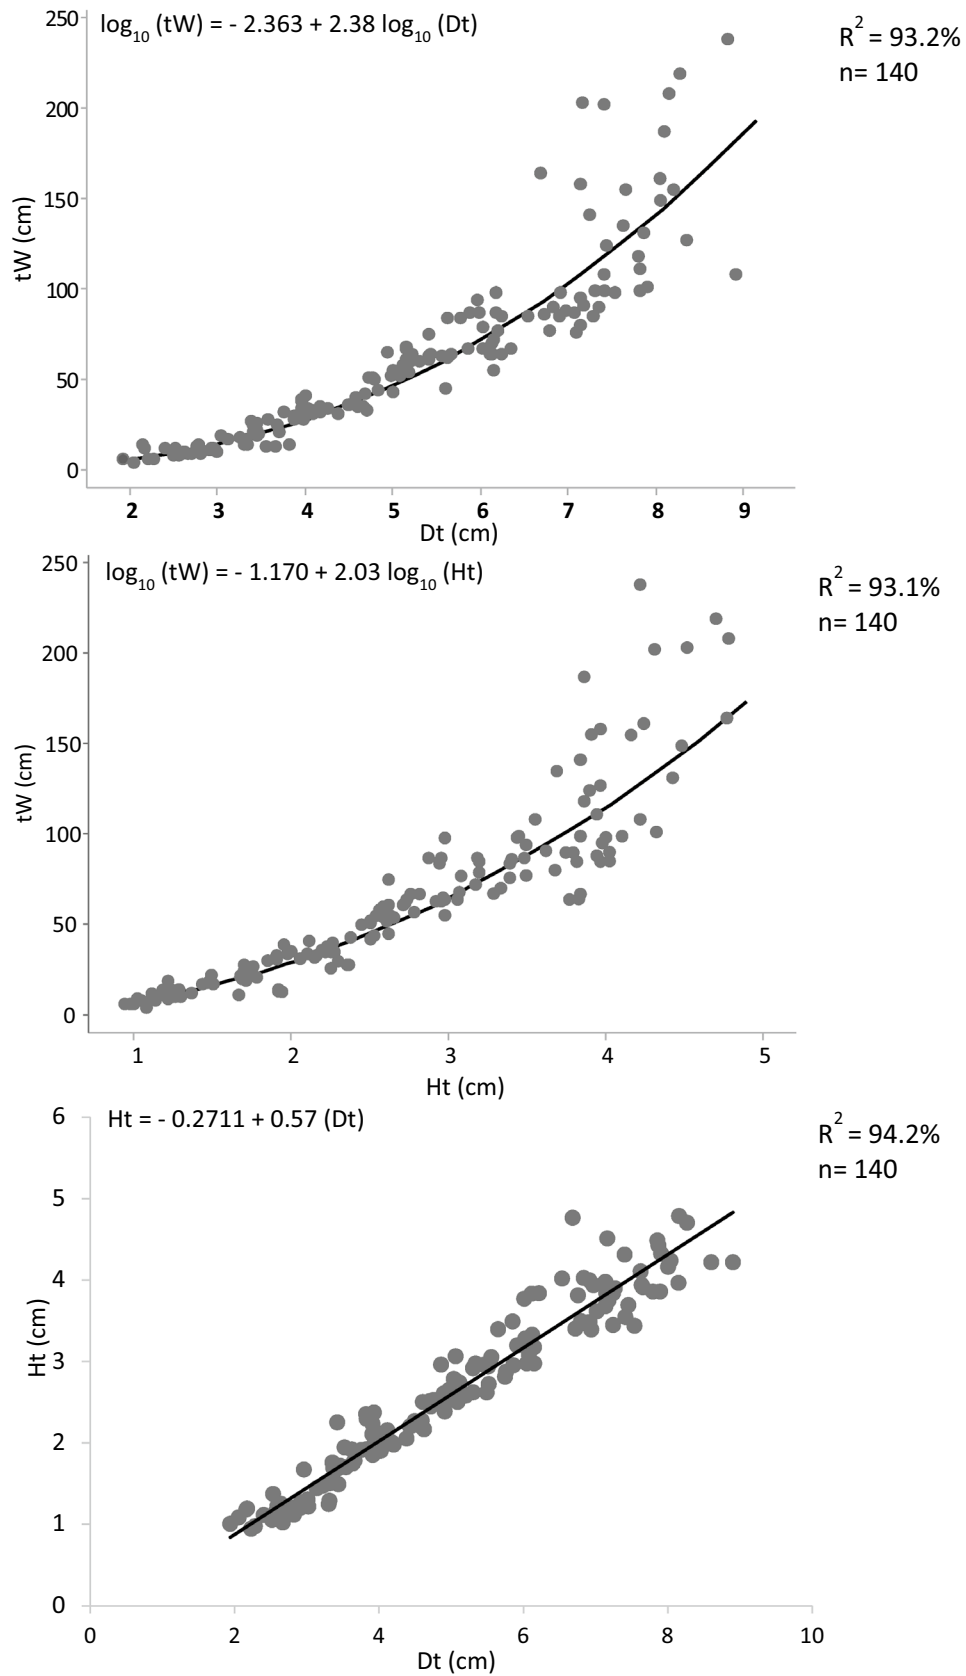 log10 (tW) = - 2.363 + 2.38 log10 (Dt)
R2 = 93.2%
n= 140
250
200
150
100
50
0
tW (cm)
2 3 4 5 6 7 8 9
Dt (cm)
log10 (tW) = - 1.170 + 2.03 log10 (Ht)
R2 = 93.1%
n= 140
250
200
150
100
50
0
tW (cm)
1 2 3 4 5
Ht (cm)
Ht = - 0.2711 + 0.57 (Dt)
R2 = 94.2%
n= 140
6
5
4
3
2
1
0
Ht (cm)
0 2 4 6 8 10
Dt (cm)